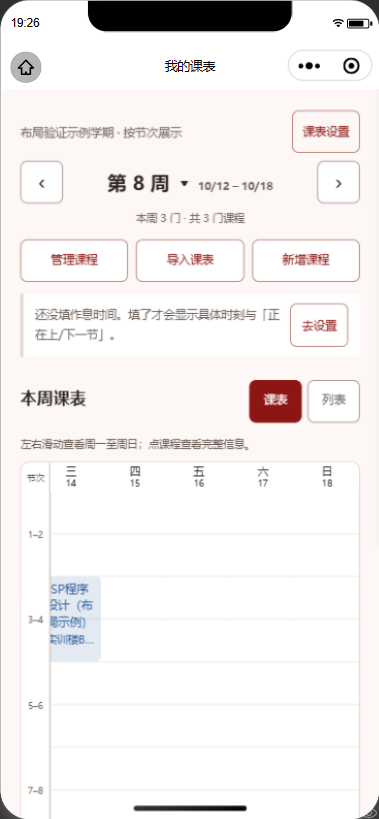 19:26
我的课表
布局验证示例学期 · 按节次展示
课表设置
第 8 周
10/12 – 10/18
本周 3 门 · 共 3 门课程
管理课程
导入课表
新增课程
还没填作息时间。填了才会显示具体时刻与「正
在上/下一节」。
去设置
本周课表
课表
列表
左右滑动查看周一至周日；点课程查看完整信息。
节次
三
四
五
六
日
14
15
16
17
18
1–2
SP程序
设计（布
局示例）
实训楼B...
3–4
5–6
7–8